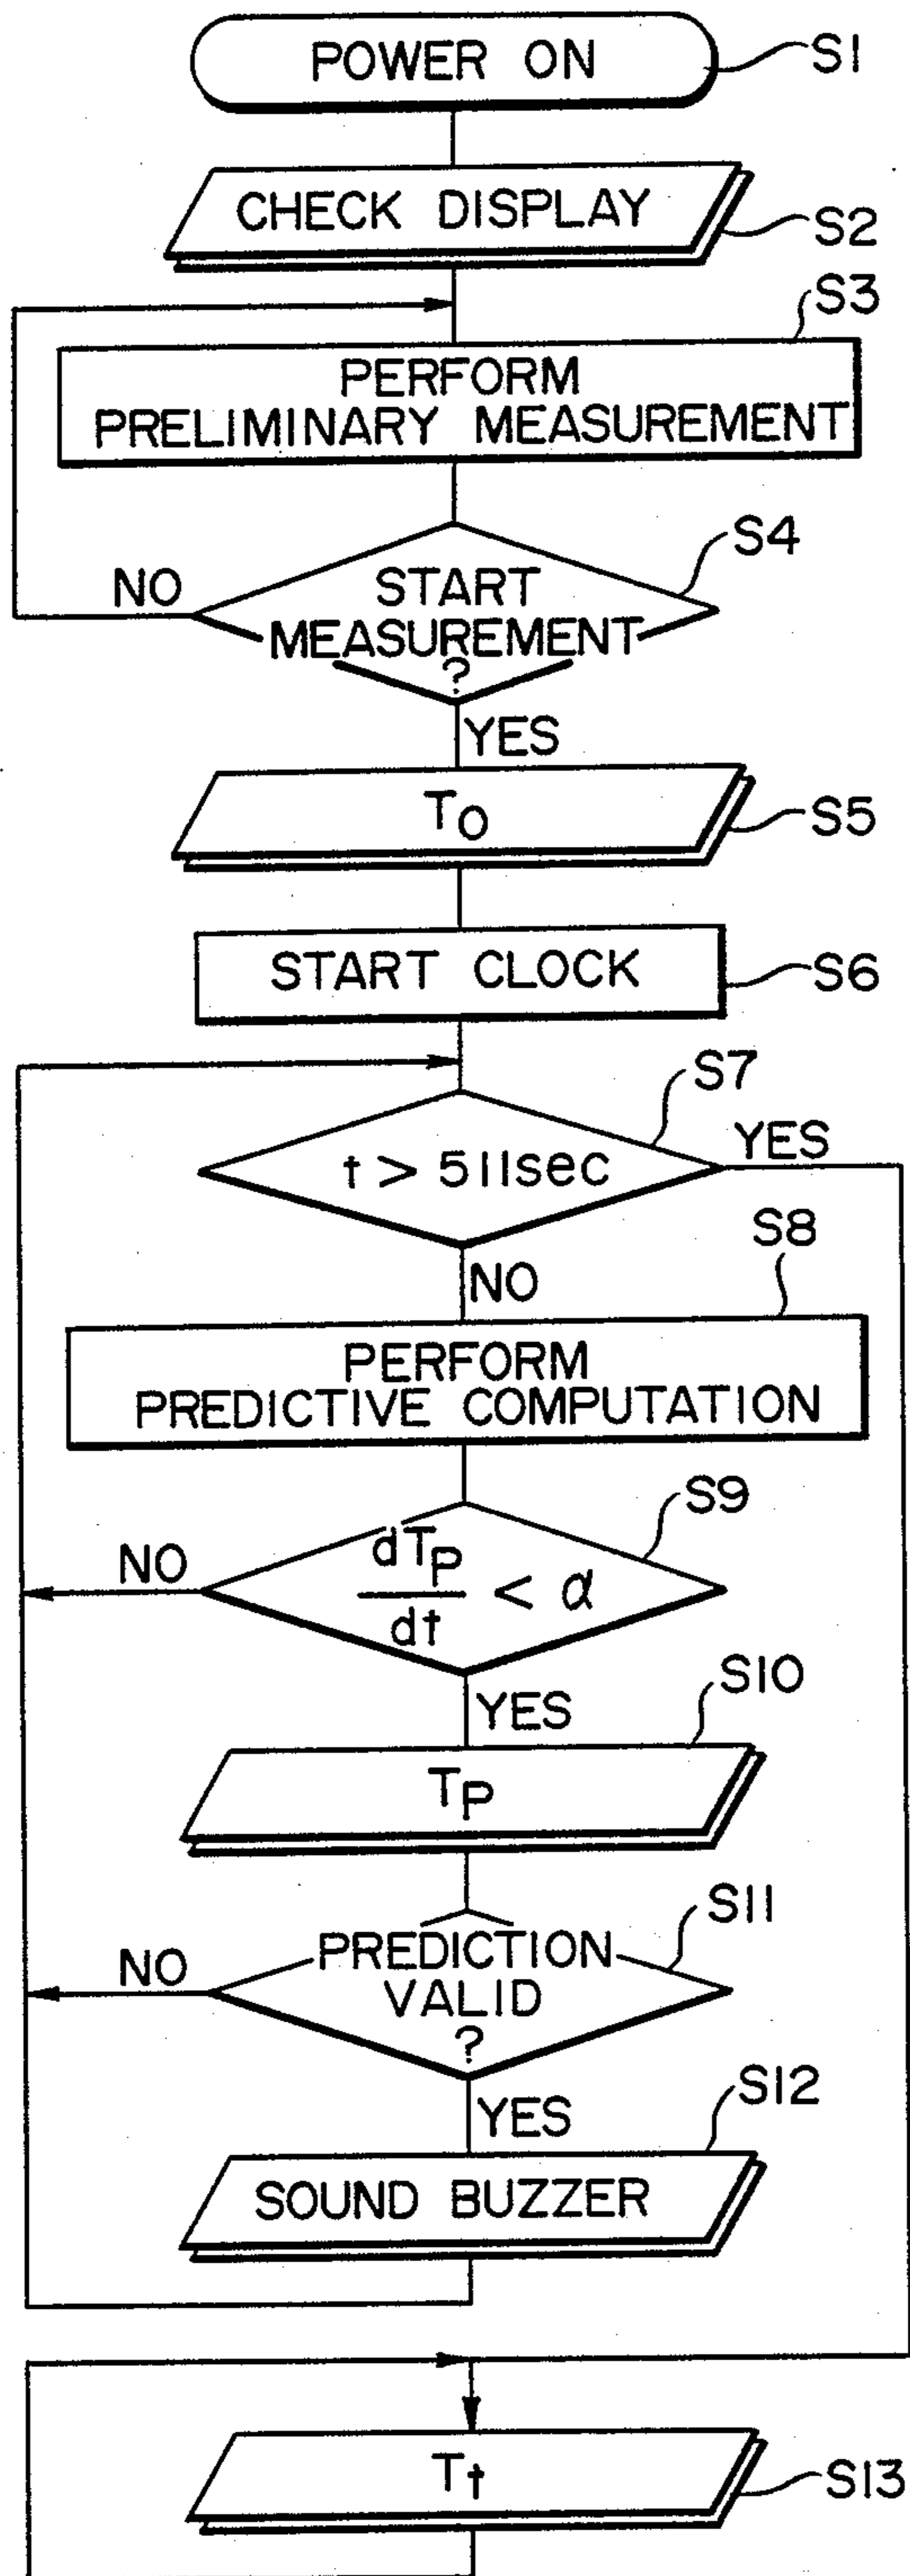 POWER ON
S1
CHECK DISPLAY
S2
S3
PERFORM
PRELIMINARY MEASUREMENT
S4
NO
START
MEASUREMENT
?
YES
TO
S5
START CLOCK
S6
S7
YES
t > 511sec
S8
NO
PERFORM
PREDICTIVE COMPUTATION
S9
NO
dTP
dt
< α
S10
YES
TP
S11
NO
PREDICTION
VALID
?
S12
YES
SOUND BUZZER
Tt
S13